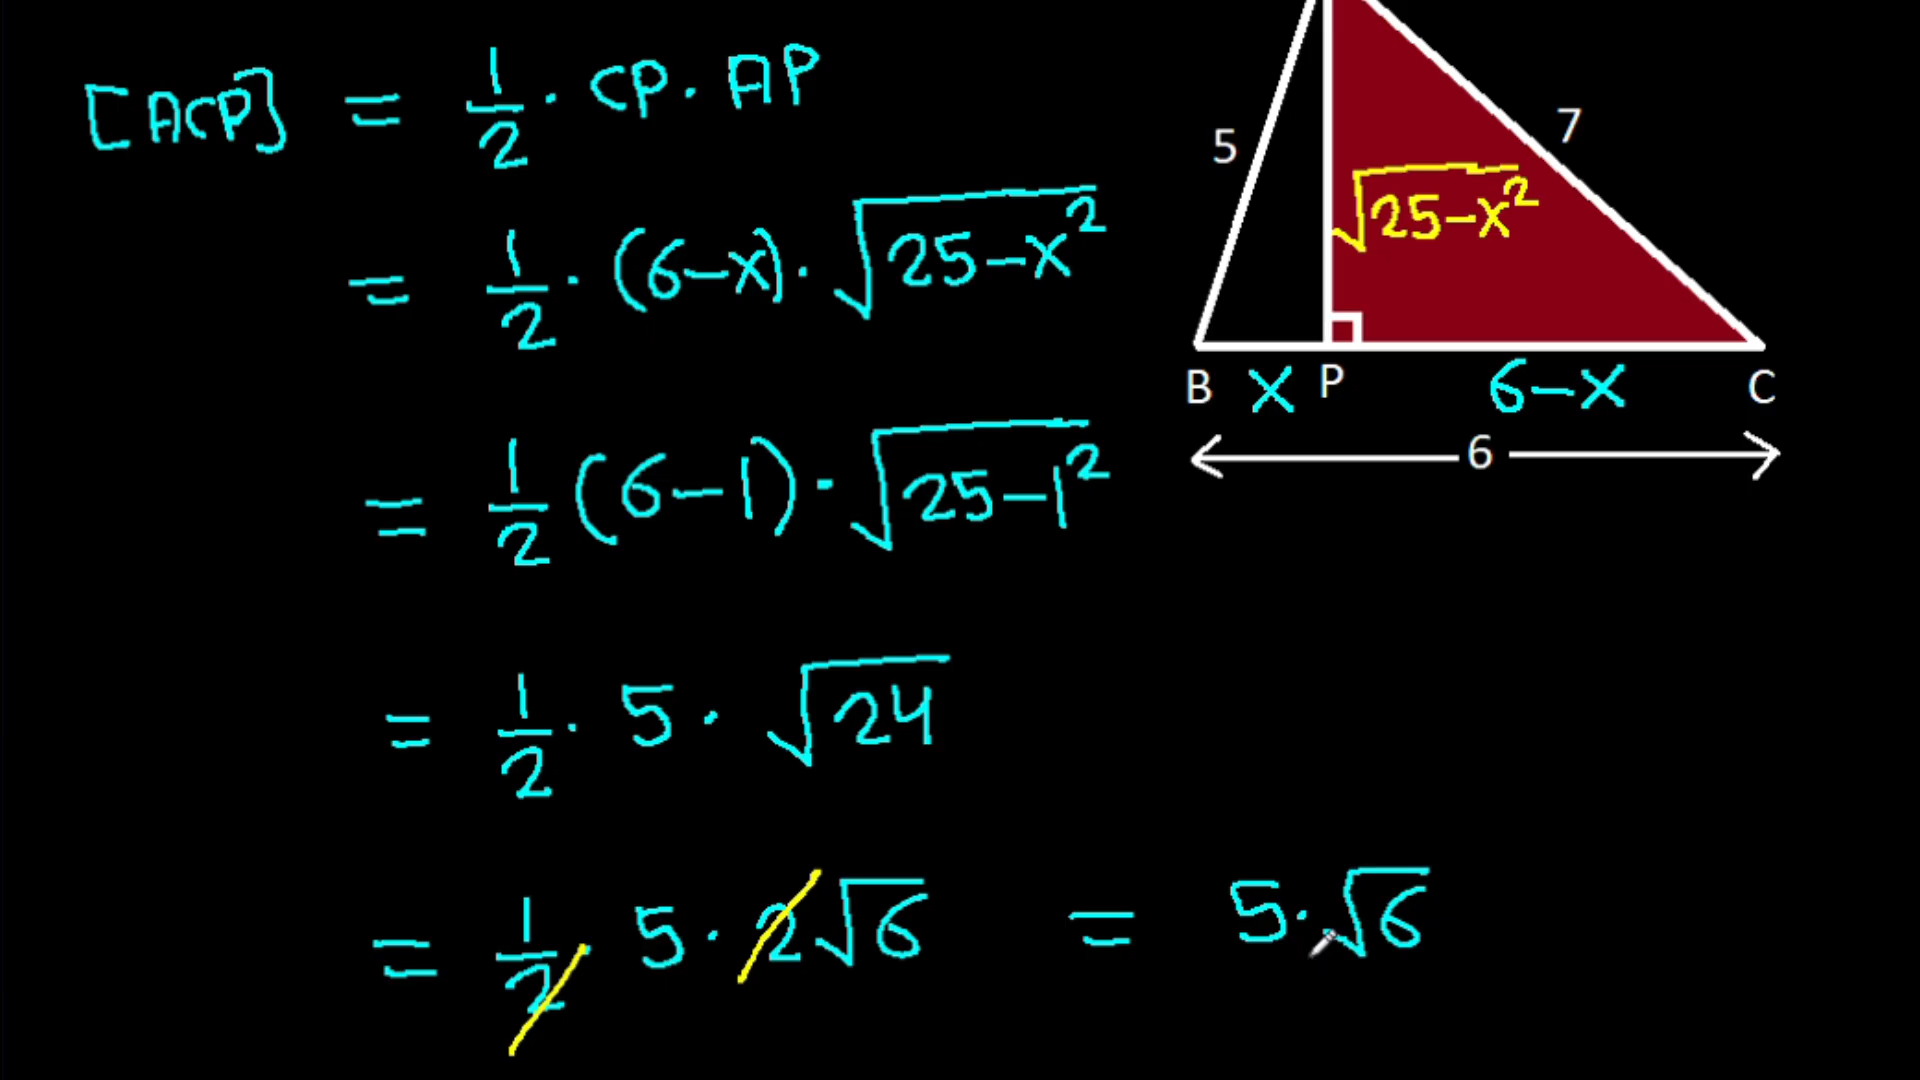 [ACP] = 1/2 · CP · AP
= 1/2 · (6-x) · √25-x²
= 1/2 (6-1) · √25-1²
= 1/2 · 5 · √24
= 1/2 · 5 · 2√6 = 5·√6
5
7
√25-x²
B x P 6-x C
6